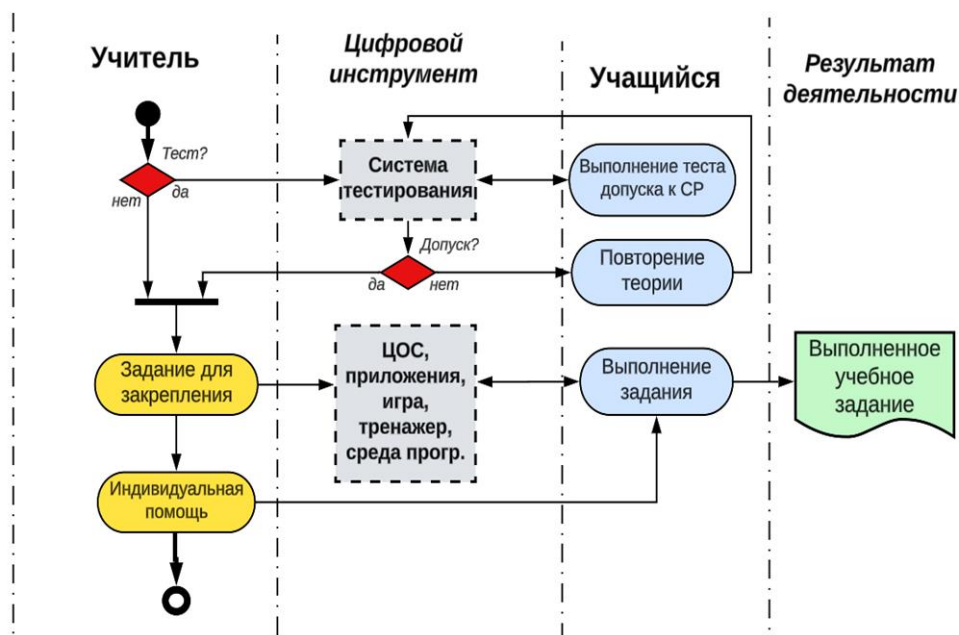 Учитель
Цифровой
инструмент
Учащийся
Результат
деятельности
Тест?
нет
да
Система
тестирования
Выполнение теста
допуска к СР
Допуск?
да
нет
Повторение
теории
Задание для
закрепления
ЦОС,
приложения,
игра,
тренажер,
среда прогр.
Выполнение
задания
Выполненное
учебное
задание
Индивидуальная
помощь